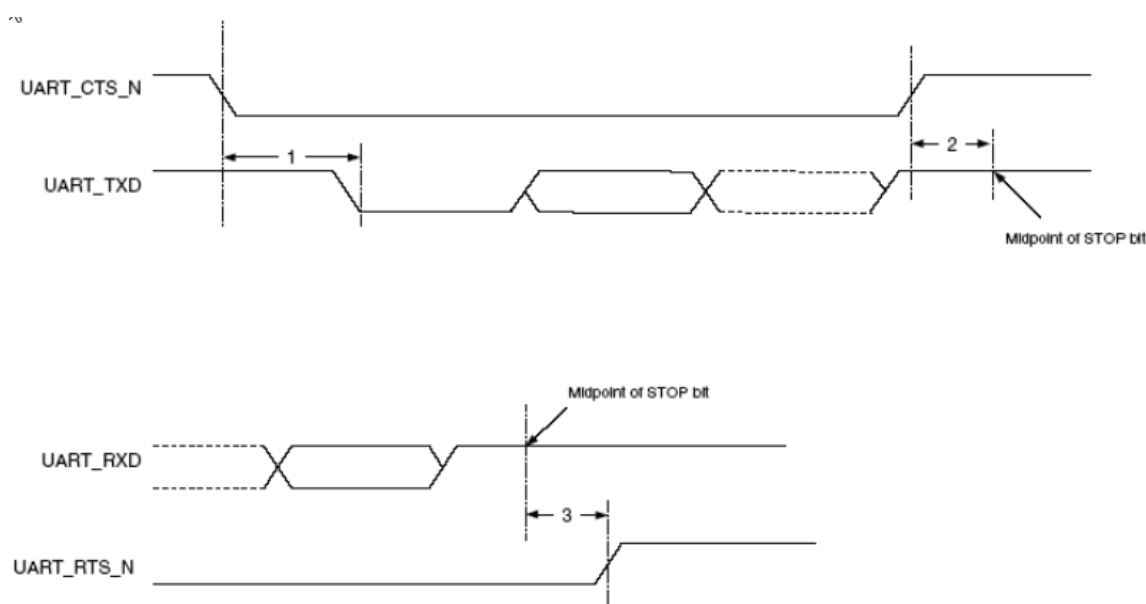 UART_CTS_N
1
2
UART_TXD
Midpoint of STOP bit
Midpoint of STOP bit
UART_RXD
3
UART_RTS_N